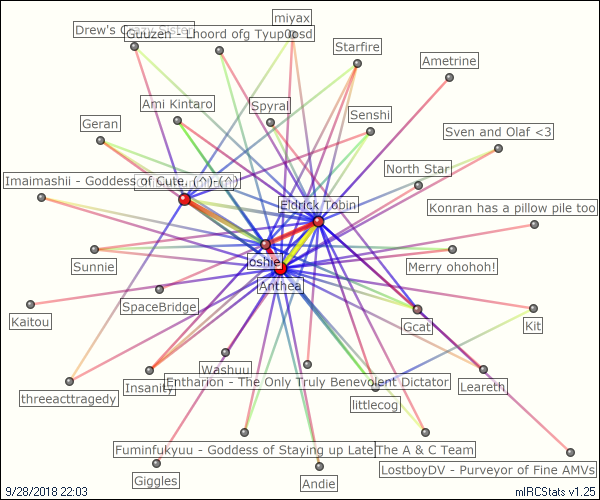 miyax
Drew's Crazy Sister
Guuzen - Lhoord ofg Tyup0osd
Starfire
Ametrine
Ami Kintaro
Spyral
Senshi
Geran
Sven and Olaf <3
North Star
Imaimashii - Goddess of Cute, (^)-(^)
Eldrick Tobin
Konran has a pillow pile too
oshie
Sunnie
Merry ohohoh!
Anthea
SpaceBridge
Kaitou
Gcat
Kit
Washuu
Insanity
Entharion - The Only Truly Benevolent Dictator
Leareth
threeacttragedy
littlecog
Fuminfukyuu - Goddess of Staying up Late
The A & C Team
LostboyDV - Purveyor of Fine AMVs
Giggles
Andie
9/28/2018 22:03
mIRCStats v1.25